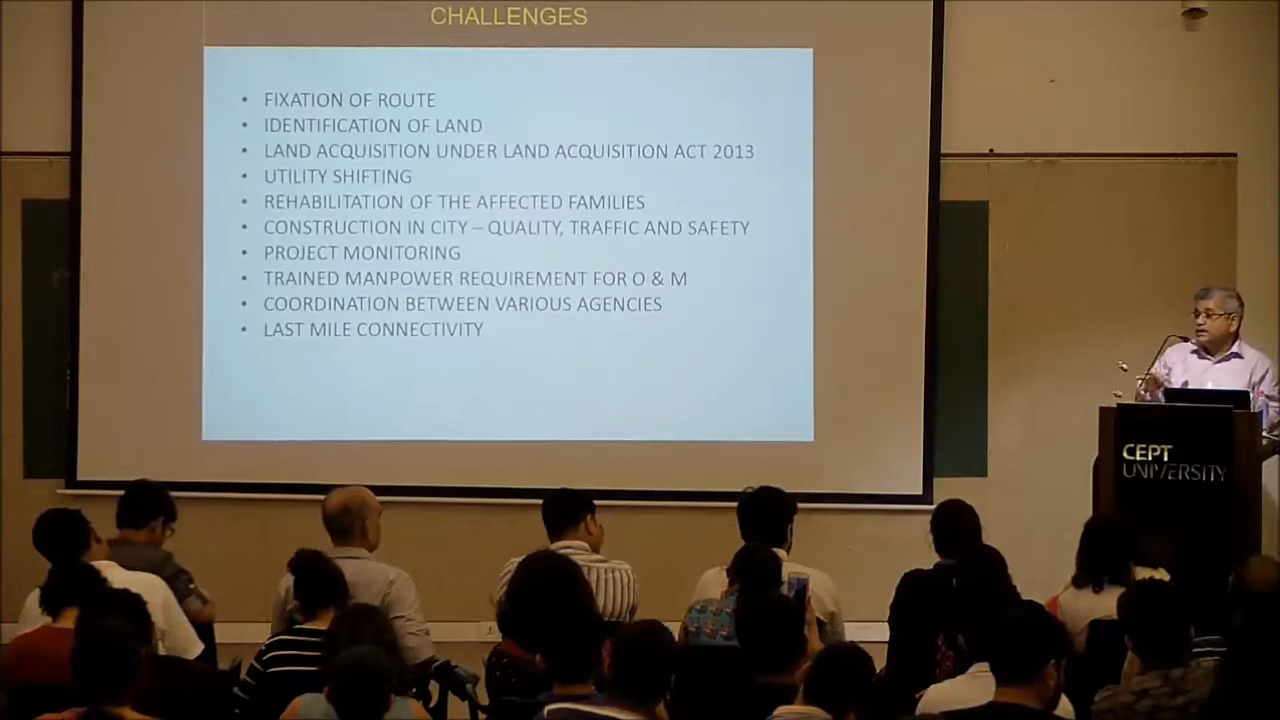 CHALLENGES
• FIXATION OF ROUTE
• IDENTIFICATION OF LAND
• LAND ACQUISITION UNDER LAND ACQUISITION ACT 2013
• UTILITY SHIFTING
• REHABILITATION OF THE AFFECTED FAMILIES
• CONSTRUCTION IN CITY – QUALITY, TRAFFIC AND SAFETY
• PROJECT MONITORING
• TRAINED MANPOWER REQUIREMENT FOR O & M
• COORDINATION BETWEEN VARIOUS AGENCIES
• LAST MILE CONNECTIVITY
CEPT
UNIVERSITY